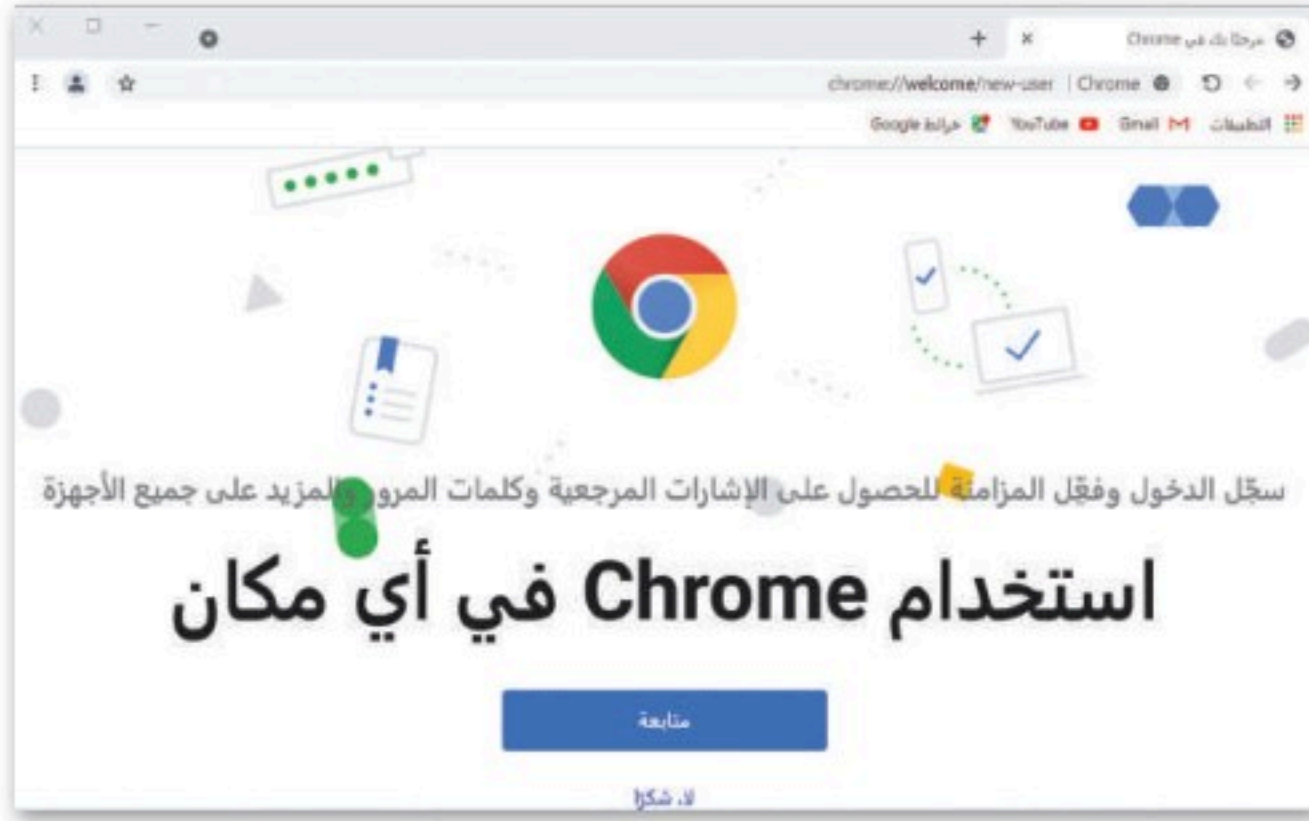 مرحبًا بك في Chrome
chrome://welcome/new-user | Chrome
التطبيقات Gmail YouTube خرائط Google
سجّل الدخول وفعّل المزامنة للحصول على الإشارات المرجعية وكلمات المرور والمزيد على جميع الأجهزة
استخدام Chrome في أي مكان
متابعة
لا، شكرًا